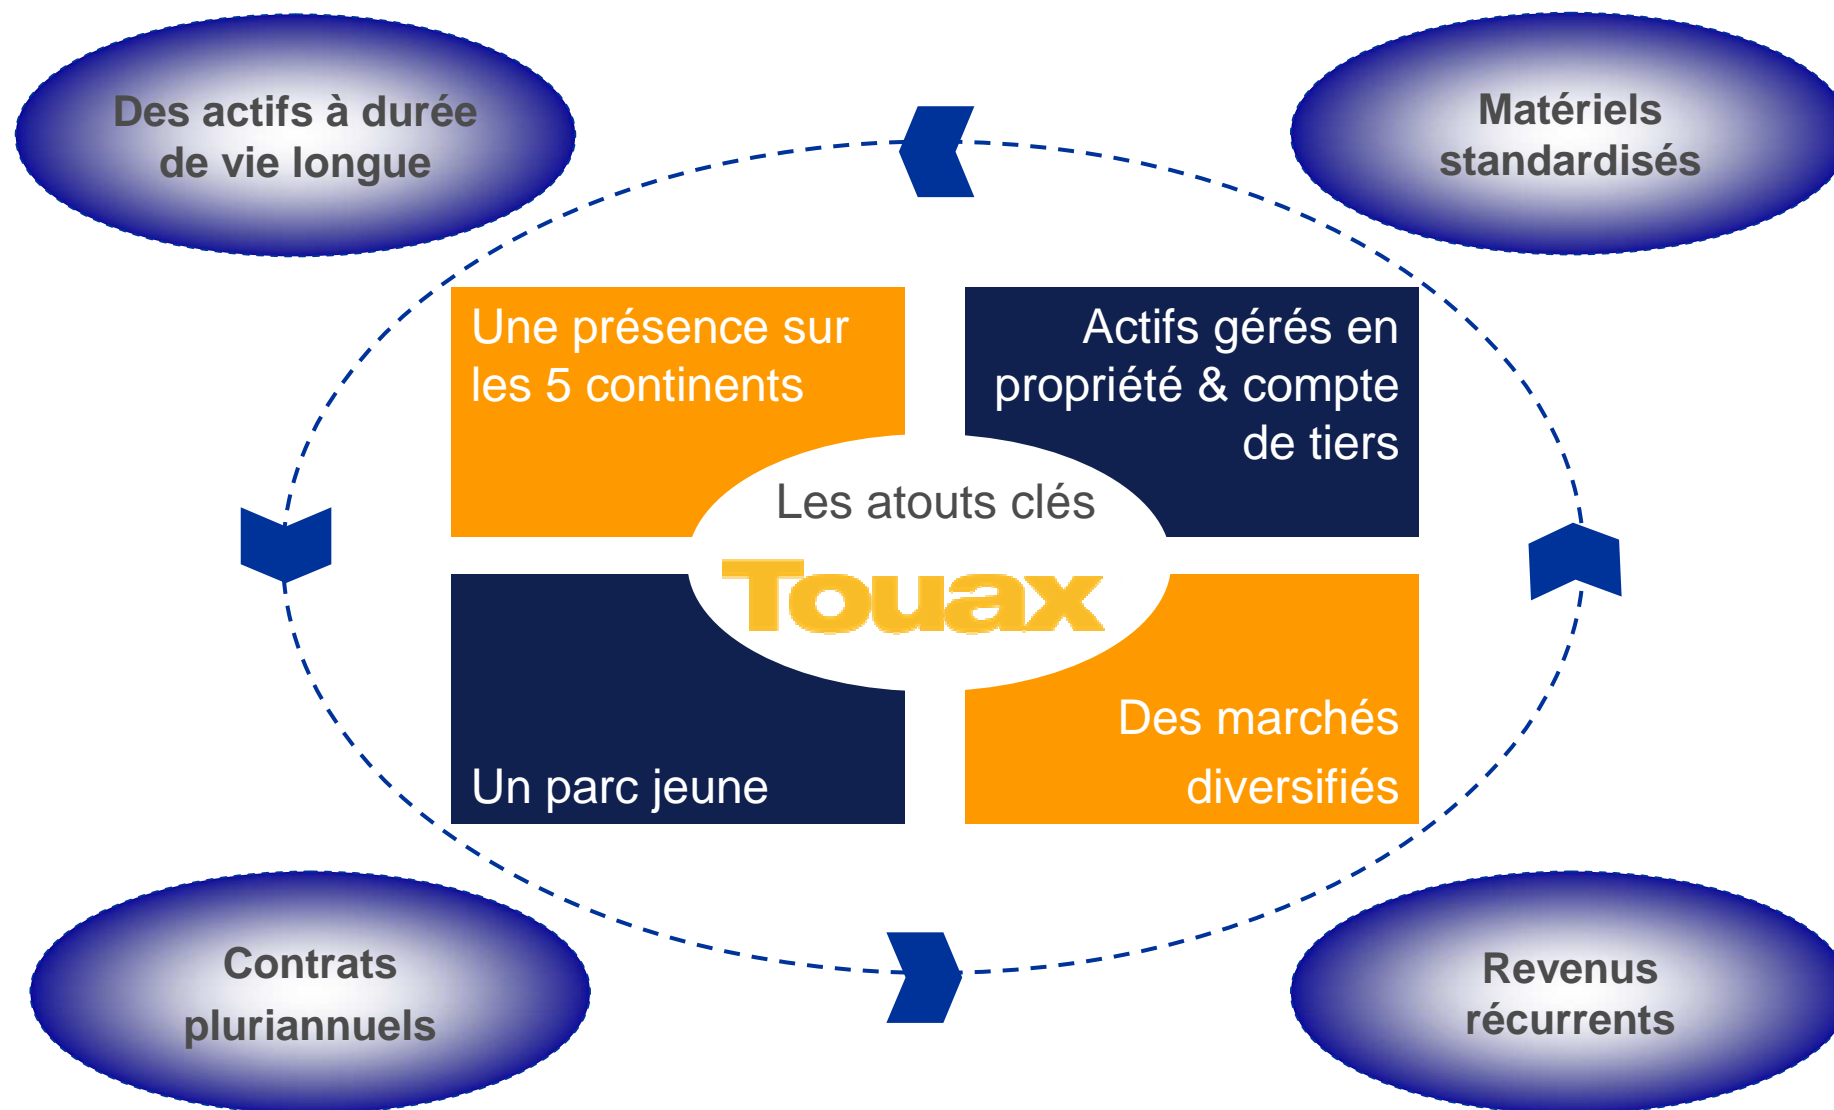 Des actifs à durée
de vie longue
Matériels
standardisés
Une présence sur
les 5 continents
Actifs gérés en
propriété & compte
de tiers
Les atouts clés
Touax
Un parc jeune
Des marchés
diversifiés
Contrats
pluriannuels
Revenus
récurrents